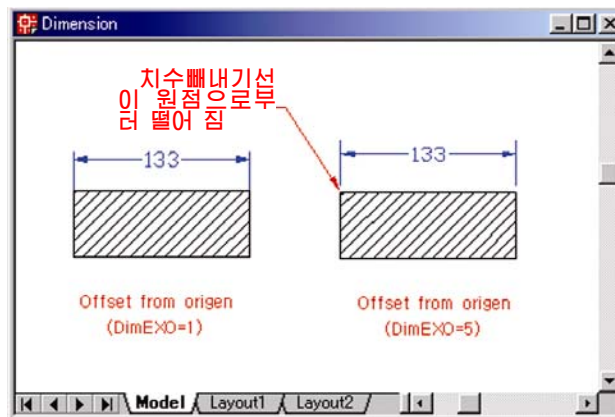 Dimension
치수빼내기선
이 원점으로부
터 떨어 짐
133
133
Offset from origen
(DimEXO=1)
Offset from origen
(DimEXO=5)
Model
Layout1
Layout2